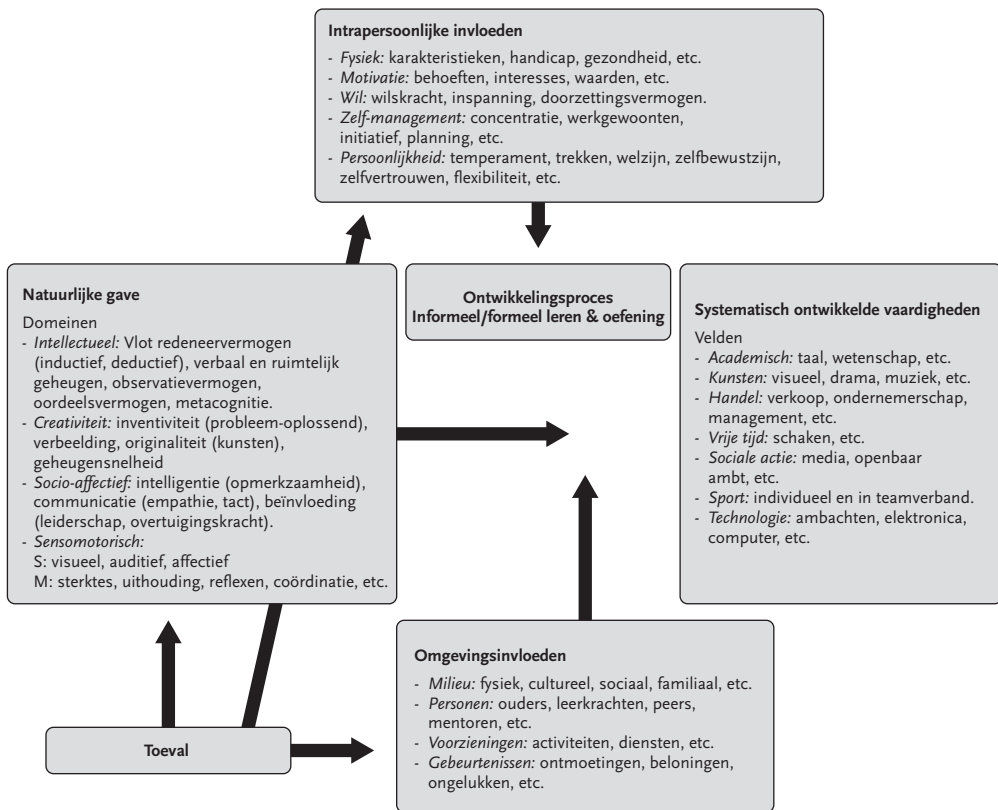 Intrapersoonlijke invloeden
- Fysiek: karakteristieken, handicap, gezondheid, etc.
- Motivatie: behoeften, interesses, waarden, etc.
- Wil: wilskracht, inspanning, doorzettingsvermogen.
- Zelf-management: concentratie, werkgewoonten,
initiatief, planning, etc.
- Persoonlijkheid: temperament, trekken, welzijn, zelfbewustzijn,
zelfvertrouwen, flexibiliteit, etc.
Natuurlijke gave
Domeinen
- Intellectueel: Vlot redeneervermogen
(inductief, deductief), verbaal en ruimtelijk
geheugen, observatievermogen,
oordeelsvermogen, metacognitie.
- Creativiteit: inventiviteit (probleem-oplossend),
verbeelding, originaliteit (kunsten),
geheugensnelheid
- Socio-affectief: intelligentie (opmerkzaamheid),
communicatie (empathie, tact), beïnvloeding
(leiderschap, overtuigingskracht).
- Sensomotorisch:
S: visueel, auditief, affectief
M: sterktes, uithouding, reflexen, coördinatie, etc.
Ontwikkelingsproces
Informeel/formeel leren & oefening
Systematisch ontwikkelde vaardigheden
Velden
- Academisch: taal, wetenschap, etc.
- Kunsten: visueel, drama, muziek, etc.
- Handel: verkoop, ondernemerschap,
management, etc.
- Vrije tijd: schaken, etc.
- Sociale actie: media, openbaar
ambt, etc.
- Sport: individueel en in teamverband.
- Technologie: ambachten, elektronica,
computer, etc.
Omgevingsinvloeden
- Milieu: fysiek, cultureel, sociaal, familiaal, etc.
- Personen: ouders, leerkrachten, peers,
mentoren, etc.
- Voorzieningen: activiteiten, diensten, etc.
- Gebeurtenissen: ontmoetingen, beloningen,
ongelukken, etc.
Toeval